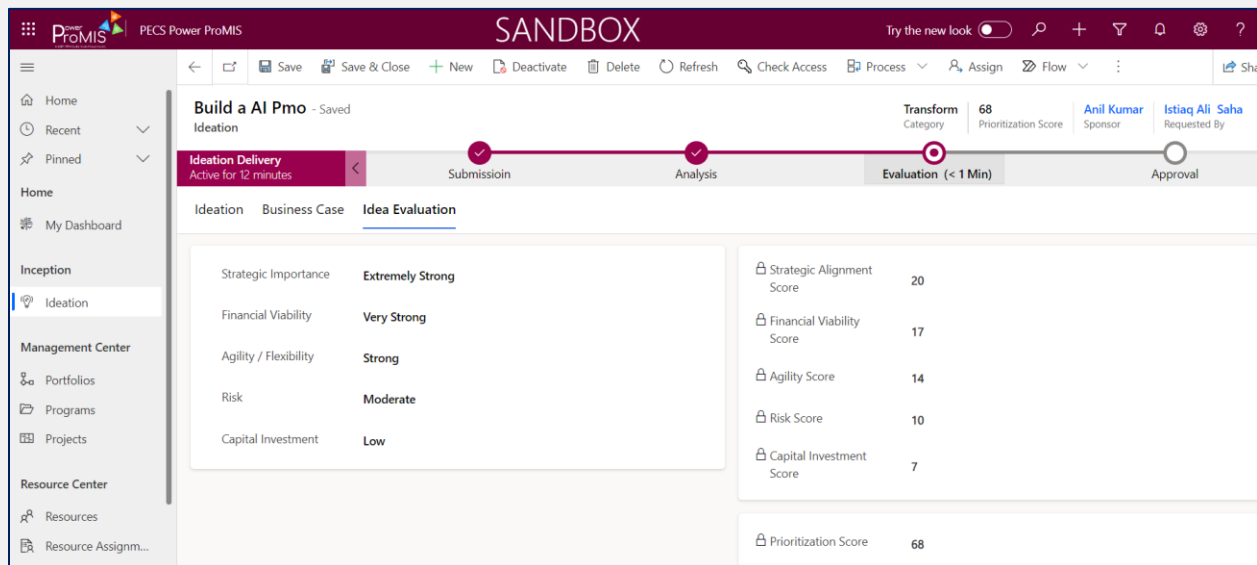 Power ProMIS PECS Power ProMIS SANDBOX Try the new look ?
Save Save & Close New Deactivate Delete Refresh Check Access Process Assign Flow Sha
Home
Recent
Pinned
Home
My Dashboard
Inception
Ideation
Management Center
Portfolios
Programs
Projects
Resource Center
Resources
Resource Assignm...
Build a AI Pmo - Saved
Ideation
Transform 68 Anil Kumar Istiaq Ali Saha
Category Prioritization Score Sponsor Requested By
Ideation Delivery
Active for 12 minutes
Submissioin Analysis Evaluation (< 1 Min) Approval
Ideation Business Case Idea Evaluation
Strategic Importance Extremely Strong
Financial Viability Very Strong
Agility / Flexibility Strong
Risk Moderate
Capital Investment Low
Strategic Alignment
Score 20
Financial Viability
Score 17
Agility Score 14
Risk Score 10
Capital Investment
Score 7
Prioritization Score 68